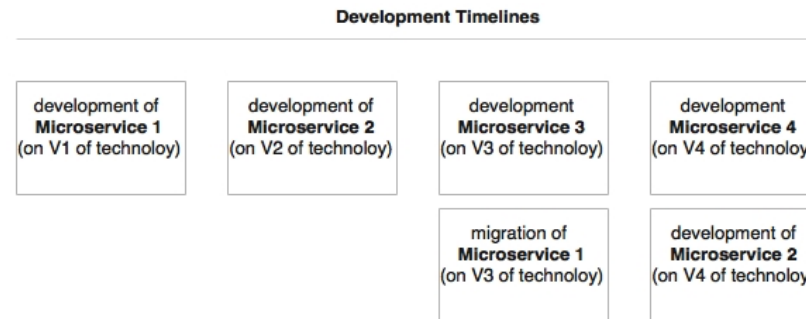 Development Timelines
development of
Microservice 1
(on V1 of technoloy)
development of
Microservice 2
(on V2 of technoloy)
development
Microservice 3
(on V3 of technoloy)
development
Microservice 4
(on V4 of technoloy
migration of
Microservice 1
(on V3 of technoloy)
development of
Microservice 2
(on V4 of technoloy